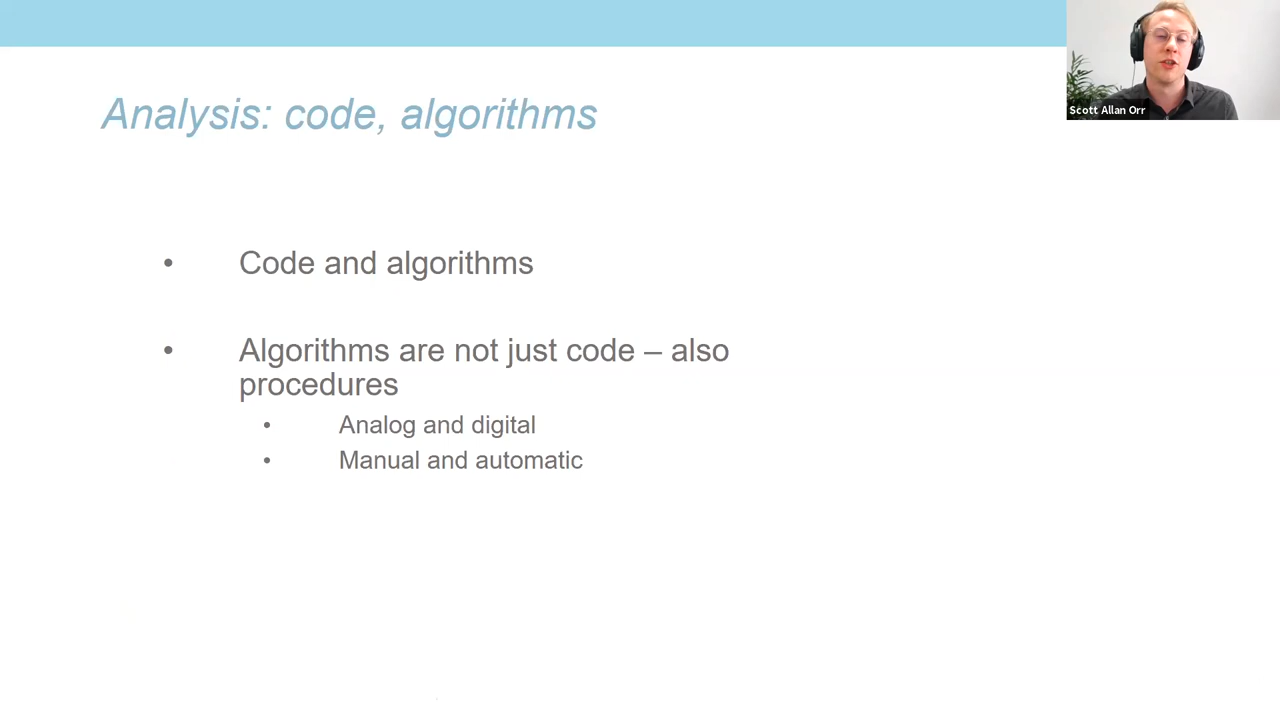 Analysis: code, algorithms
Scott Allan Orr
• Code and algorithms
• Algorithms are not just code – also
procedures
• Analog and digital
• Manual and automatic